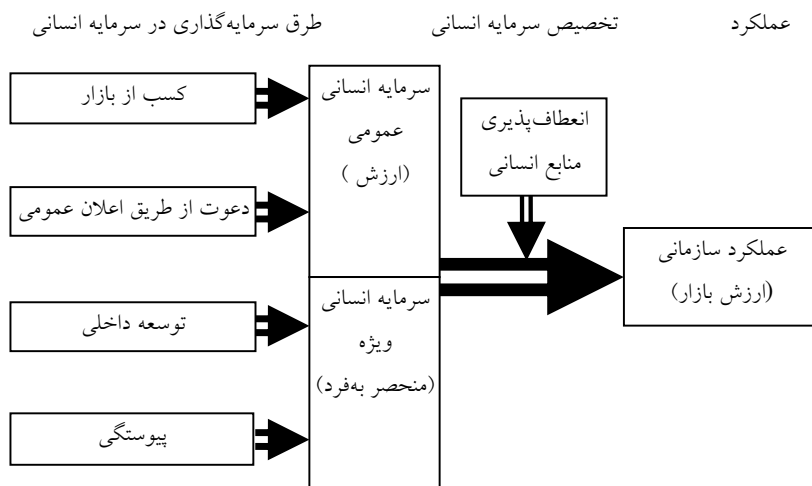 طرق سرمایه‌گذاری در سرمایه انسانی
تخصیص سرمایه انسانی
عملکرد
کسب از بازار
دعوت از طریق اعلان عمومی
توسعه داخلی
پیوستگی
سرمایه انسانی
عمومی
(ارزش )
سرمایه انسانی
ویژه
(منحصر به‌فرد)
انعطاف‌پذیری
منابع انسانی
عملکرد سازمانی
(ارزش بازار)